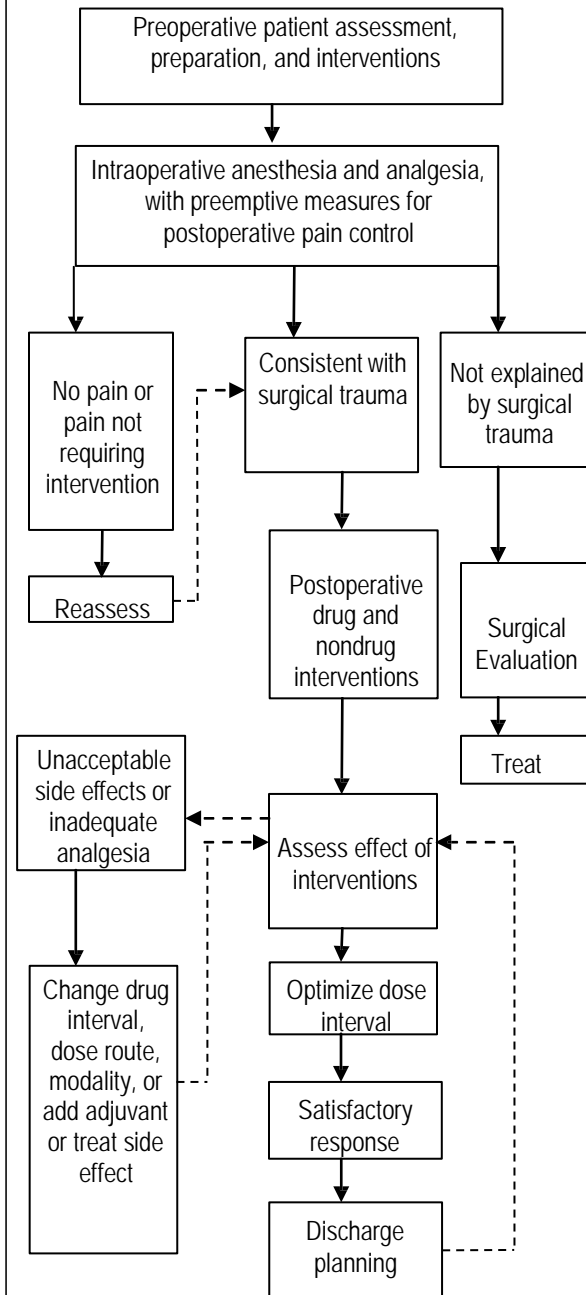 Preoperative patient assessment,
preparation, and interventions
Intraoperative anesthesia and analgesia,
with preemptive measures for
postoperative pain control
No pain or
pain not
requiring
intervention
Consistent with
surgical trauma
Not explained
by surgical
trauma
Reassess
Postoperative
drug and
nondrug
interventions
Surgical
Evaluation
Treat
Unacceptable
side effects or
inadequate
analgesia
Assess effect of
interventions
Change drug
interval,
dose route,
modality, or
add adjuvant
or treat side
effect
Optimize dose
interval
Satisfactory
response
Discharge
planning